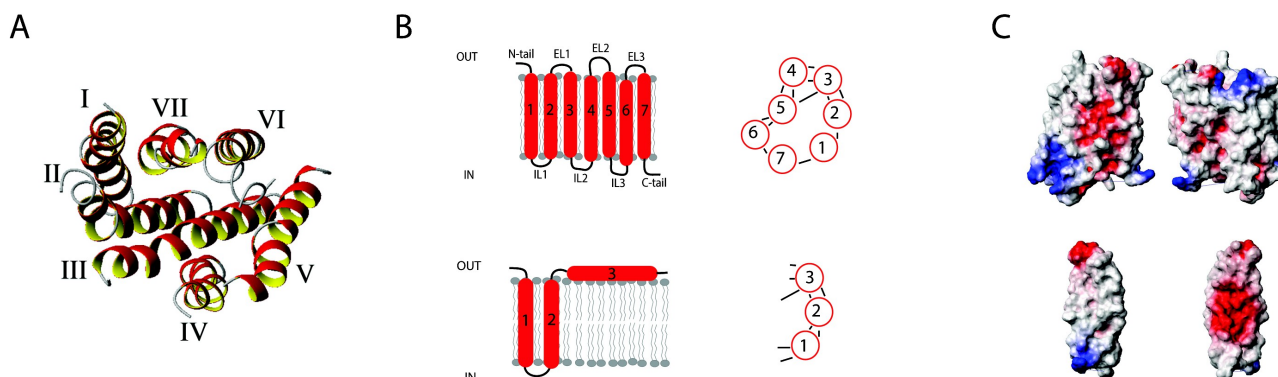 A
I
VII
VI
II
III
V
IV
B
OUT
N-tail
EL1
EL2
EL3
1 2 3 4 5 6 7
IN
IL1
IL2
IL3
C-tail
4
3
5
2
6
1
7
OUT
3
1
2
IN
3
2
1
C